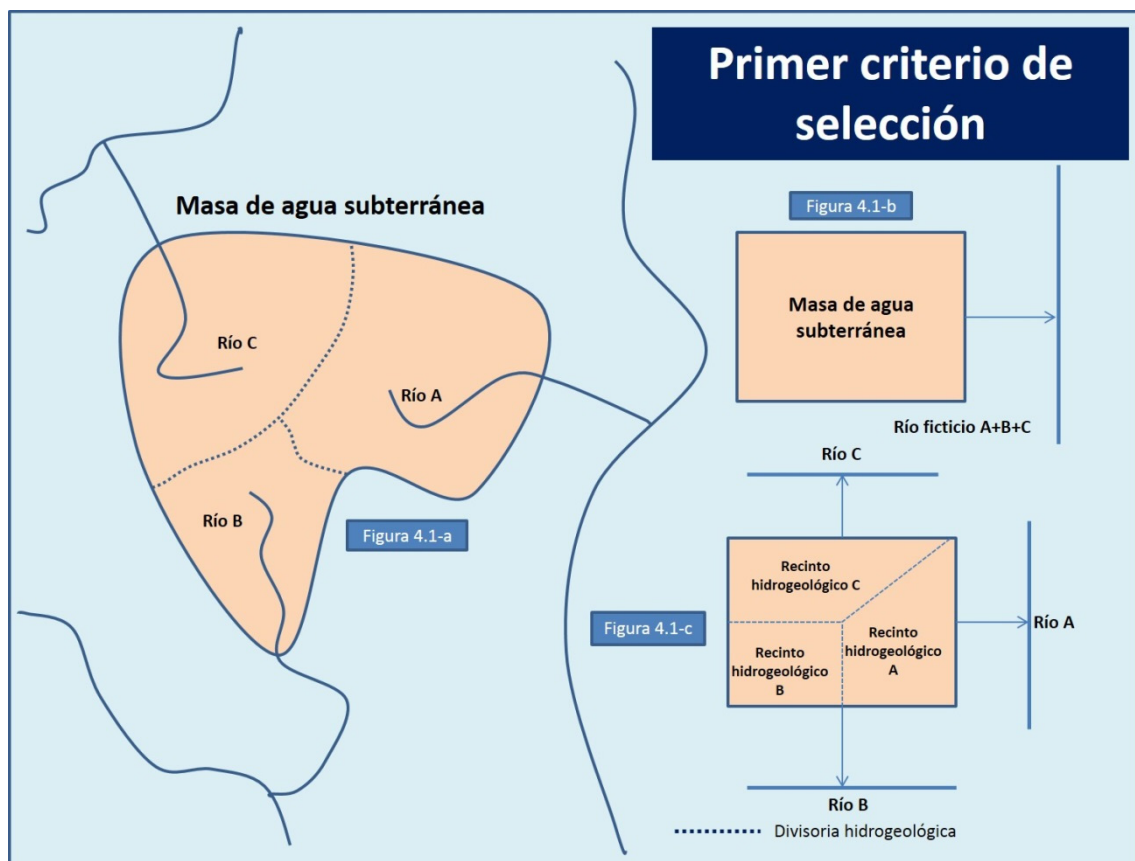 Primer criterio de
selección
Masa de agua subterránea
Río C
Río A
Río B
Figura 4.1-a
Figura 4.1-b
Masa de agua
subterránea
Río ficticio A+B+C
Río C
Figura 4.1-c
Recinto
hidrogeológico C
Recinto
hidrogeológico
B
Recinto
hidrogeológico
A
Río A
Río B
Divisoria hidrogeológica